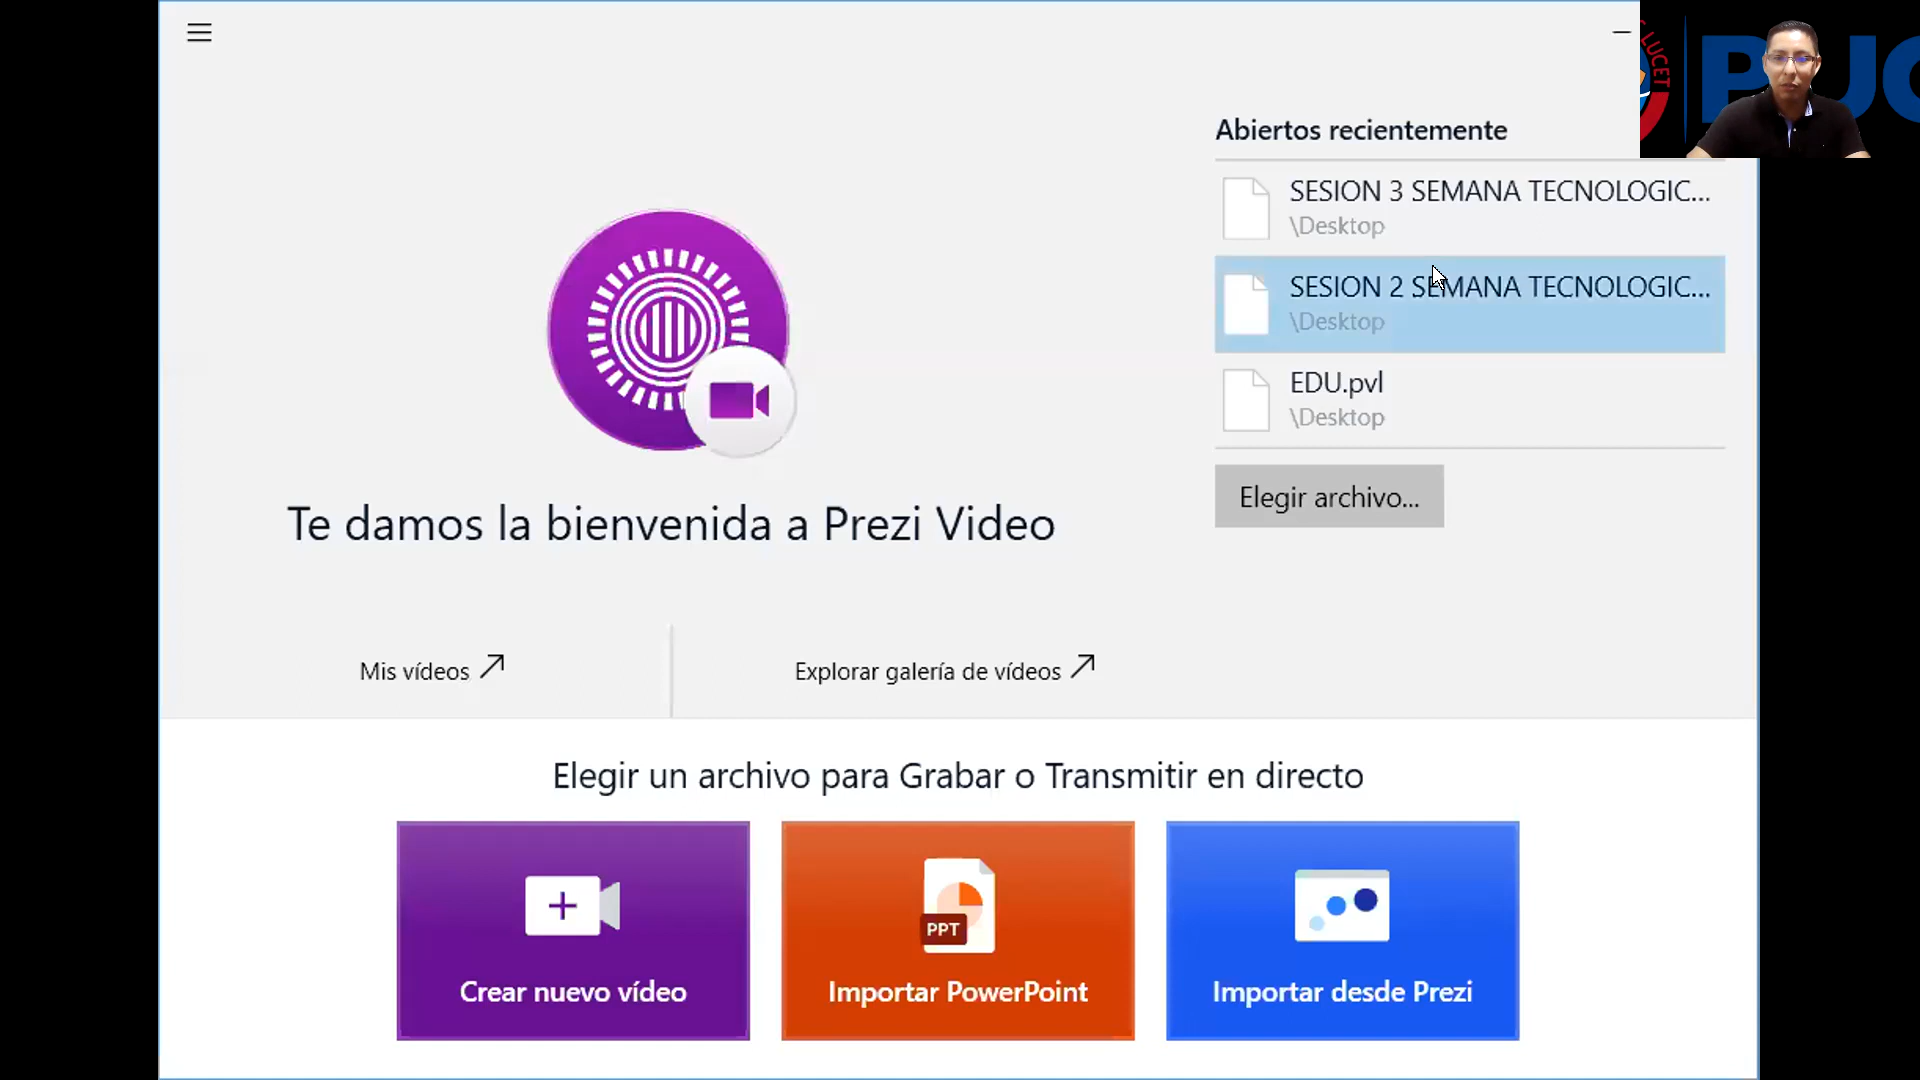 LUCET
PUC
Abiertos recientemente
SESION 3 SEMANA TECNOLOGIC...
\Desktop
SESION 2 SEMANA TECNOLOGIC...
\Desktop
EDU.pvl
\Desktop
Elegir archivo...
Te damos la bienvenida a Prezi Video
Mis vídeos
Explorar galería de vídeos
Elegir un archivo para Grabar o Transmitir en directo
PPT
Crear nuevo vídeo
Importar PowerPoint
Importar desde Prezi